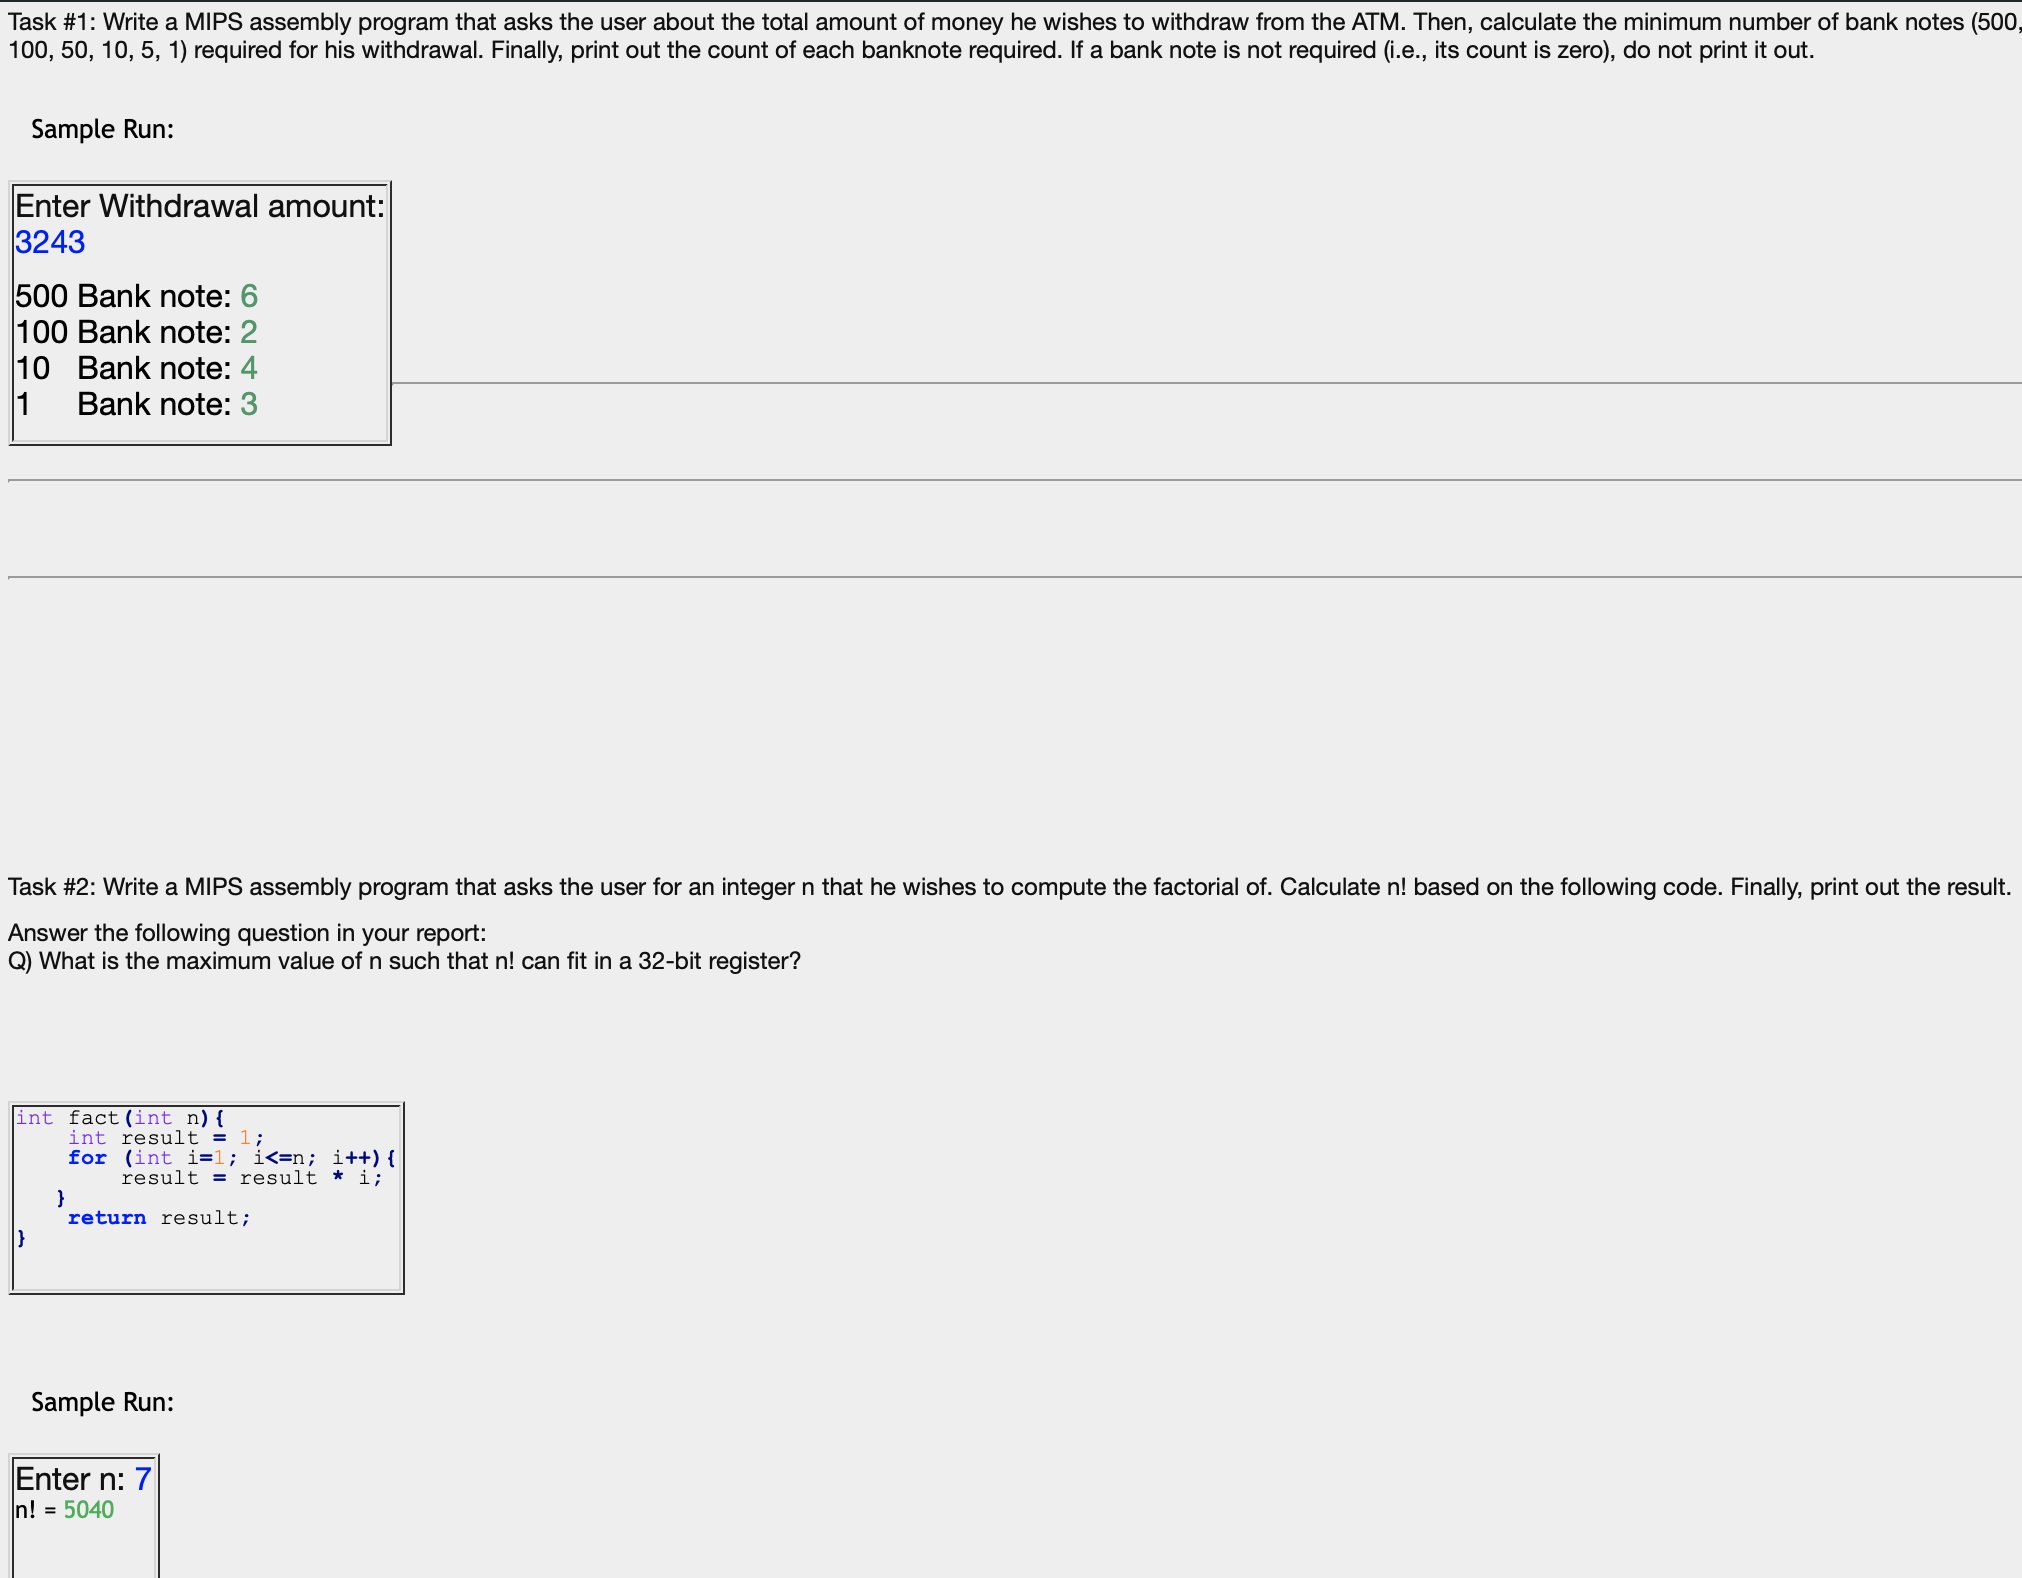 Task #1: Write a MIPS assembly program that asks the user about the total amount of money he wishes to withdraw from the ATM. Then, calculate the minimum number of bank notes (500,
100, 50, 10, 5, 1) required for his withdrawal. Finally, print out the count of each banknote required. If a bank note is not required (i.e., its count is zero), do not print it out.
Sample Run:
Enter Withdrawal amount:
3243
500 Bank note: 6
100 Bank note: 2
10 Bank note: 4
1 Bank note: 3
Task #2: Write a MIPS assembly program that asks the user for an integer n that he wishes to compute the factorial of. Calculate n! based on the following code. Finally, print out the result.
Answer the following question in your report:
Q) What is the maximum value of n such that n! can fit in a 32-bit register?
int fact(int n){
int result = 1;
for (int i=1; i<=n; i++){
result = result * i;
}
return result;
}
Sample Run:
Enter n: 7
n! = 5040